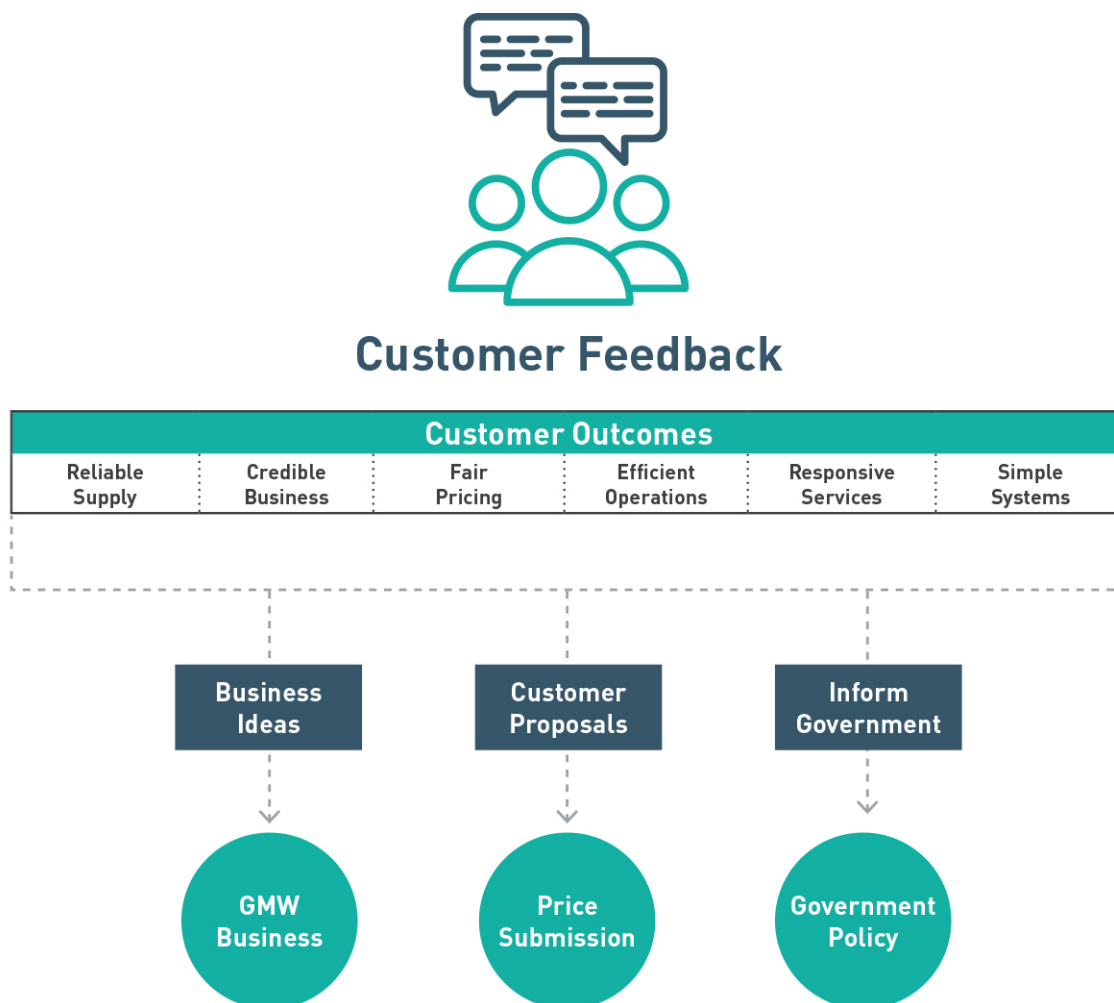 Customer Feedback
Customer Outcomes
Reliable
Supply
Credible
Business
Fair
Pricing
Efficient
Operations
Responsive
Services
Simple
Systems
Business
Ideas
Customer
Proposals
Inform
Government
GMW
Business
Price
Submission
Government
Policy